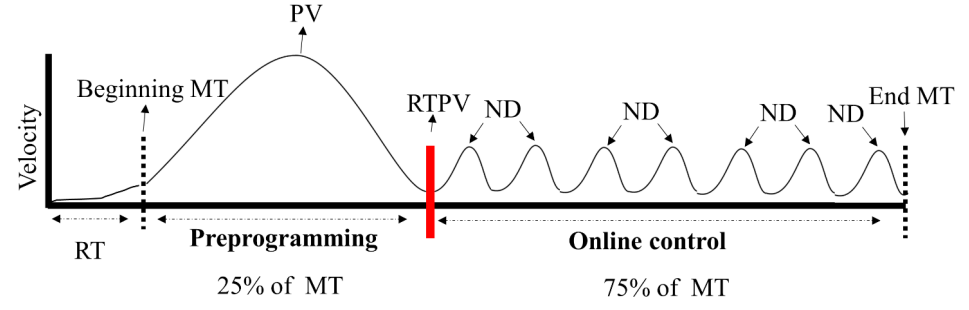 PV
Beginning MT
RTPV
ND
ND
ND
ND
End MT
Velocity
RT
Preprogramming
Online control
25% of MT
75% of MT